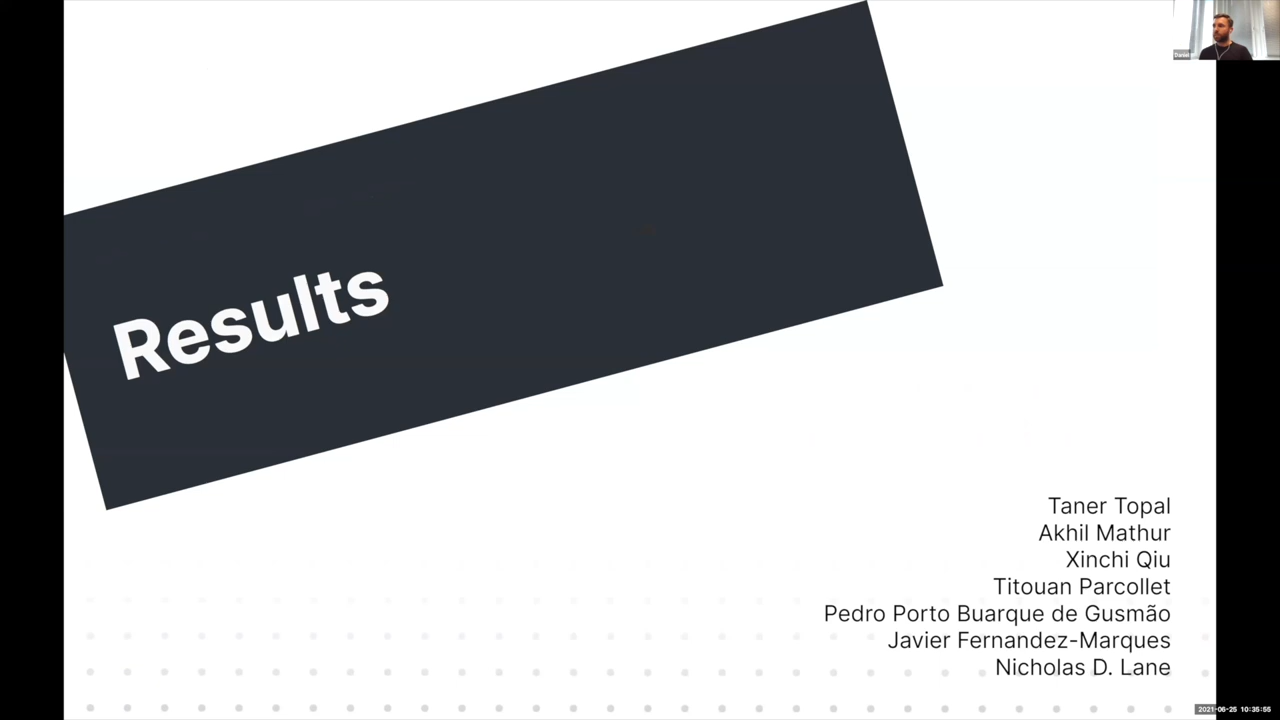 Daniel
Results
Taner Topal
Akhil Mathur
Xinchi Qiu
Titouan Parcollet
Pedro Porto Buarque de Gusmão
Javier Fernandez-Marques
Nicholas D. Lane
2021-06-25 10:35:55